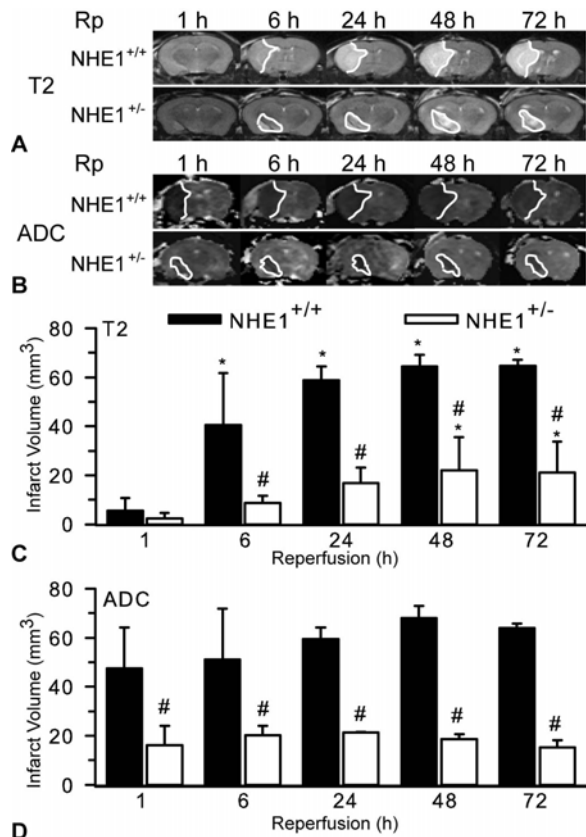 Rp 1 h 6 h 24 h 48 h 72 h
NHE1+/+
T2
NHE1+/-
A
Rp 1 h 6 h 24 h 48 h 72 h
NHE1+/+
ADC
NHE1+/-
B
80 T2 NHE1+/+ NHE1+/-
Infarct Volume (mm3)
60
* * * *
40
# #
* *
20
# #
0
1 6 24 48 72
Reperfusion (h)
C
80 ADC
Infarct Volume (mm3)
60
40
20
# # # # #
0
1 6 24 48 72
Reperfusion (h)
D